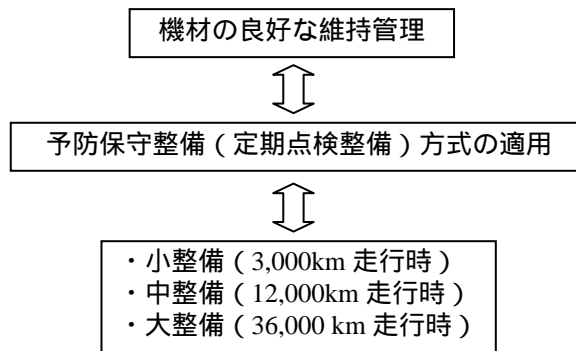 機材の良好な維持管理
予防保守整備（定期点検整備）方式の適用
・小整備（3,000km 走行時）
・中整備（12,000km 走行時）
・大整備（36,000 km 走行時）